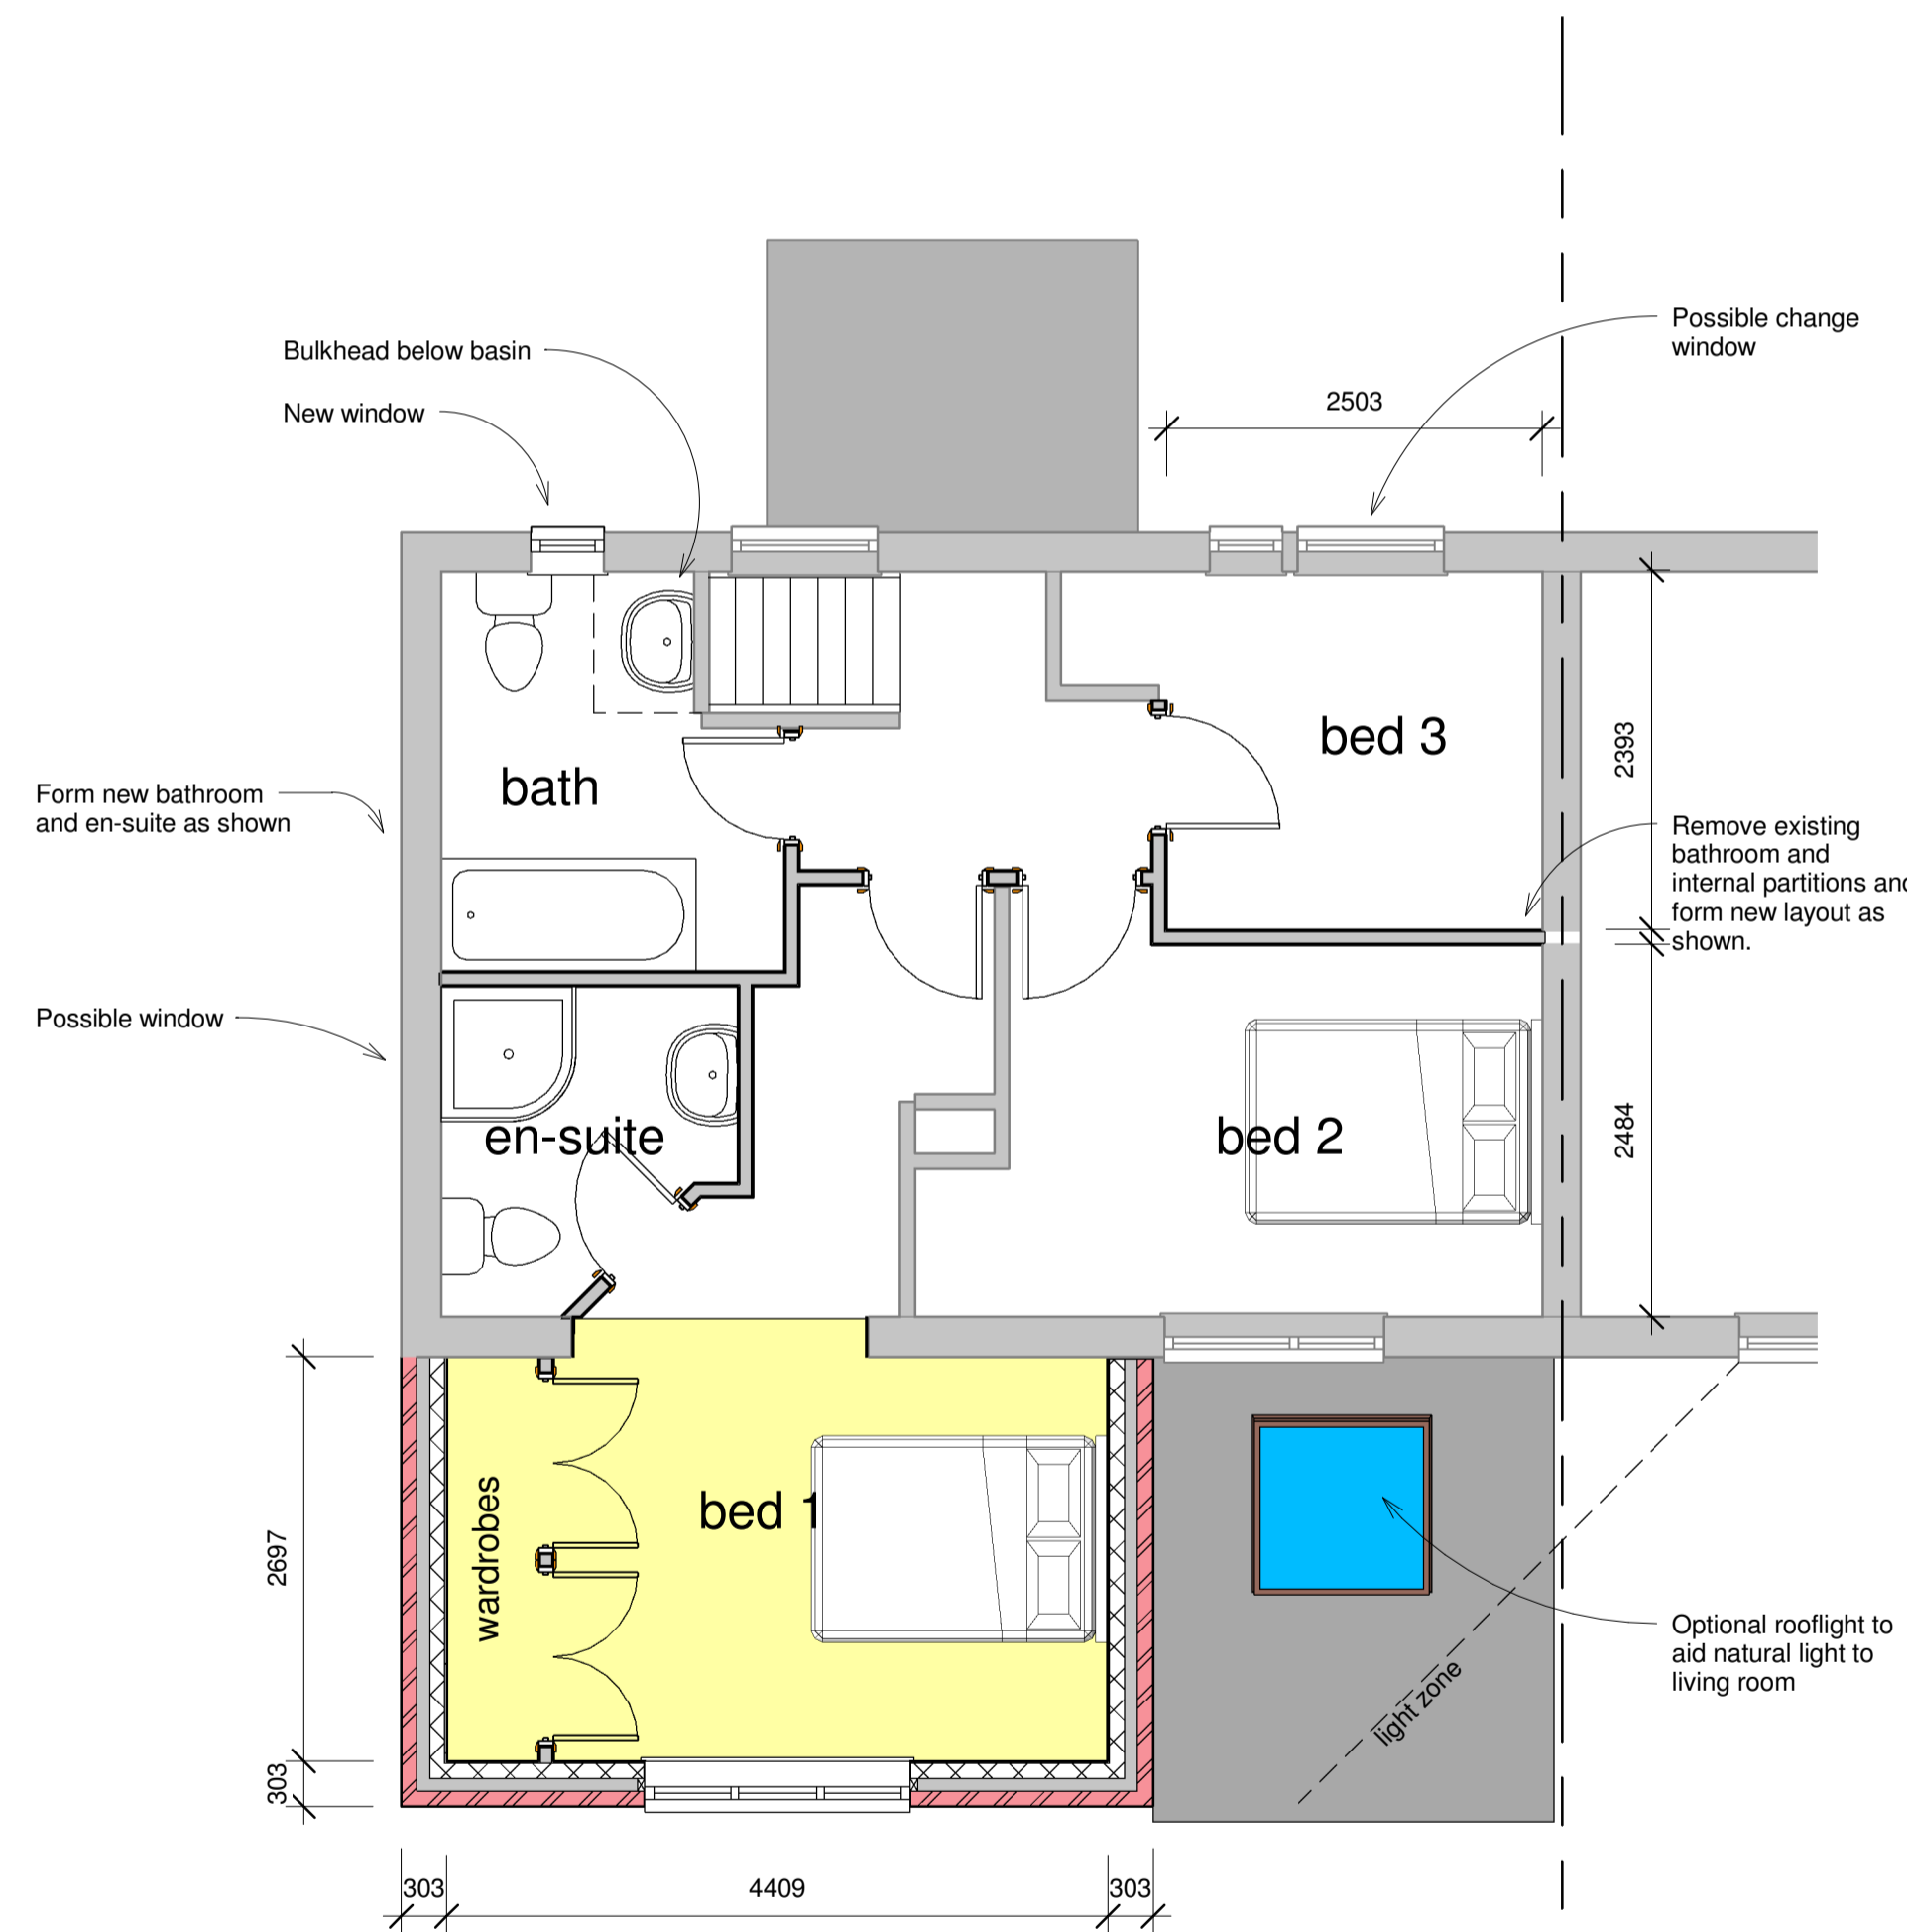 Possible change
window
Bulkhead below basin
2503
New window
bed 3
2393
bath
Form new bathroom
and en-suite as shown
Remove existing
bathroom and
internal partitions and
form new layout as
shown.
Possible window
en-suite
bed 2
2484
bed 1
wardrobes
2697
Optional rooflight to
aid natural light to
living room
light zone
303
303
4409
303